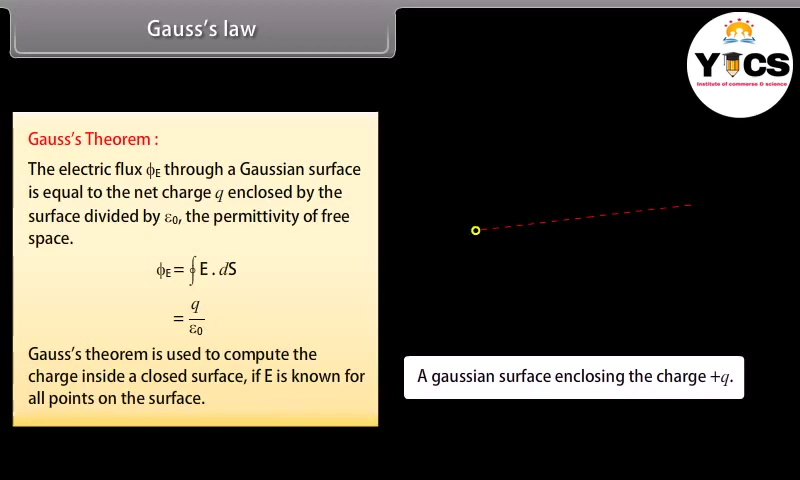 Gauss's law
YICS
Institute of commerse & science
Gauss's Theorem :
The electric flux ϕE through a Gaussian surface
is equal to the net charge q enclosed by the
surface divided by ε0, the permittivity of free
space.
ϕE = ∮ E . dS
= q/ε0
Gauss's theorem is used to compute the
charge inside a closed surface, if E is known for
all points on the surface.
A gaussian surface enclosing the charge +q.